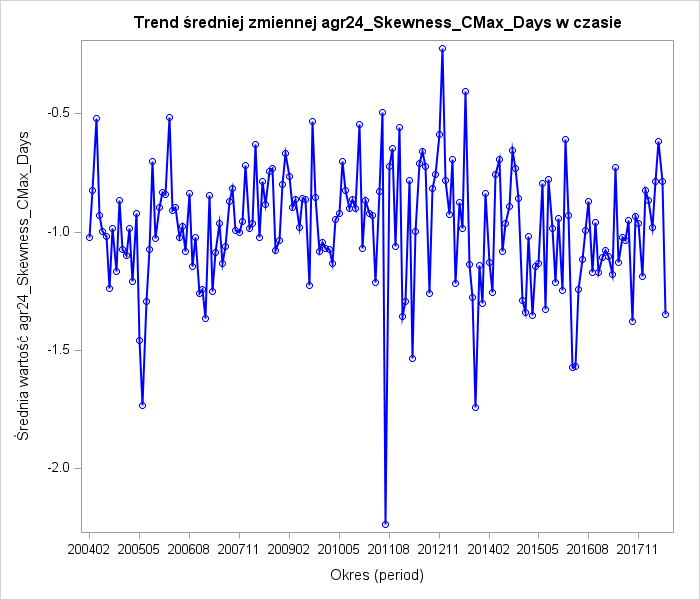 Trend średniej zmiennej agr24_Skewness_CMax_Days w czasie
Średnia wartość agr24_Skewness_CMax_Days
-0.5
-1.0
-1.5
-2.0
200402 200505 200608 200711 200902 201005 201108 201211 201402 201505 201608 201711
Okres (period)